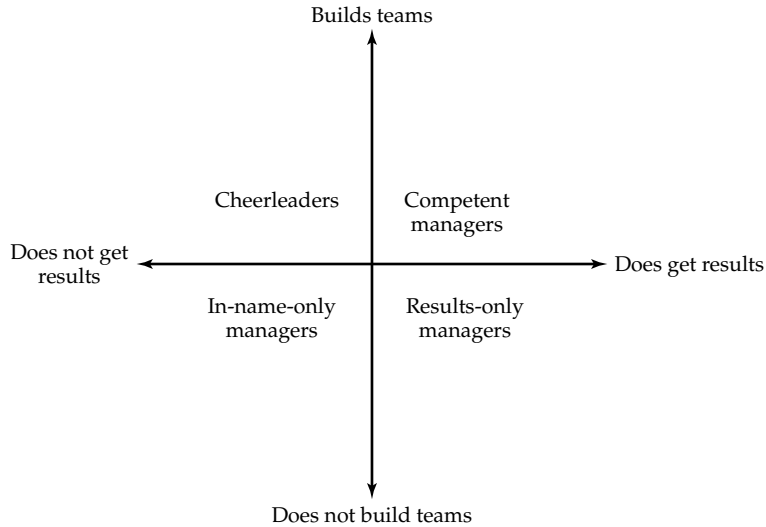 Builds teams
Cheerleaders
Competent
managers
Does not get
results
Does get results
In-name-only
managers
Results-only
managers
Does not build teams